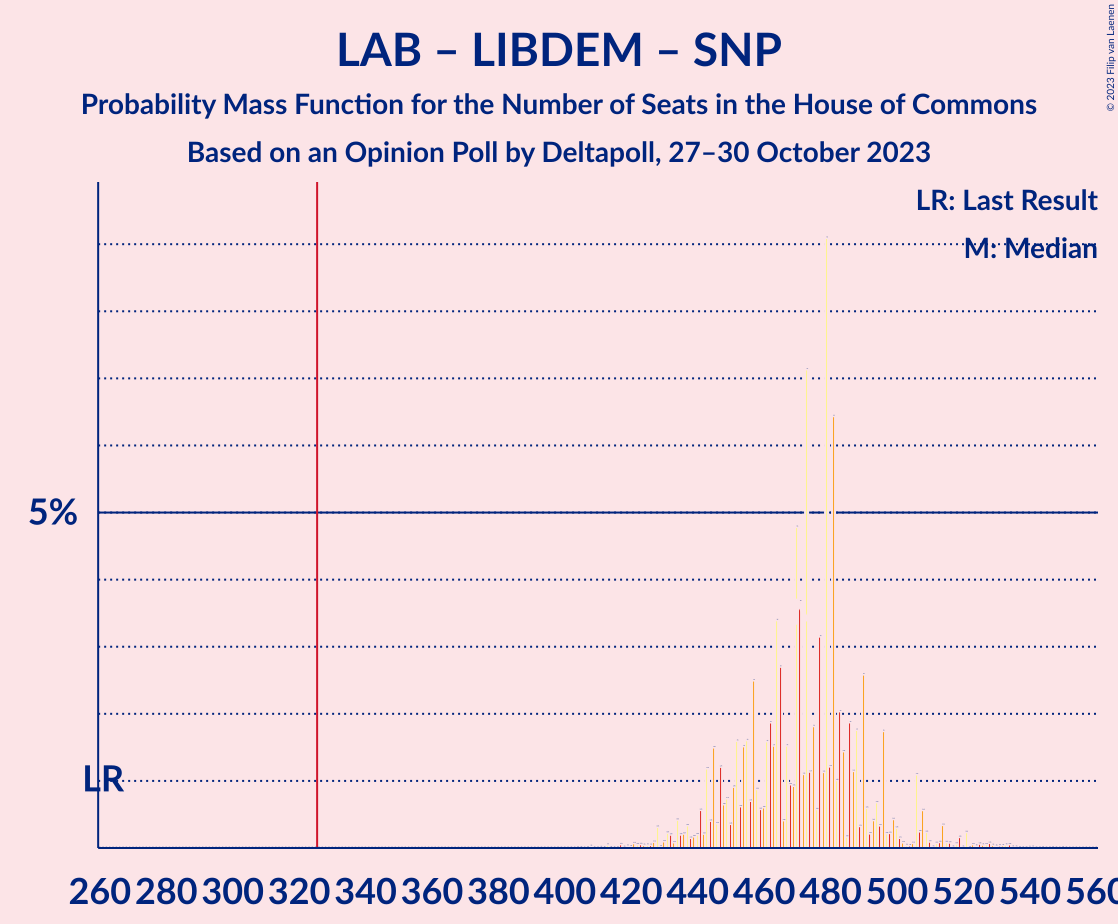 LAB – LIBDEM – SNP
Probability Mass Function for the Number of Seats in the House of Commons
Based on an Opinion Poll by Deltapoll, 27–30 October 2023
© 2023 Filip van Laenen
LR: Last Result
M: Median
5%
LR
260 280 300 320 340 360 380 400 420 440 460 480 500 520 540 560